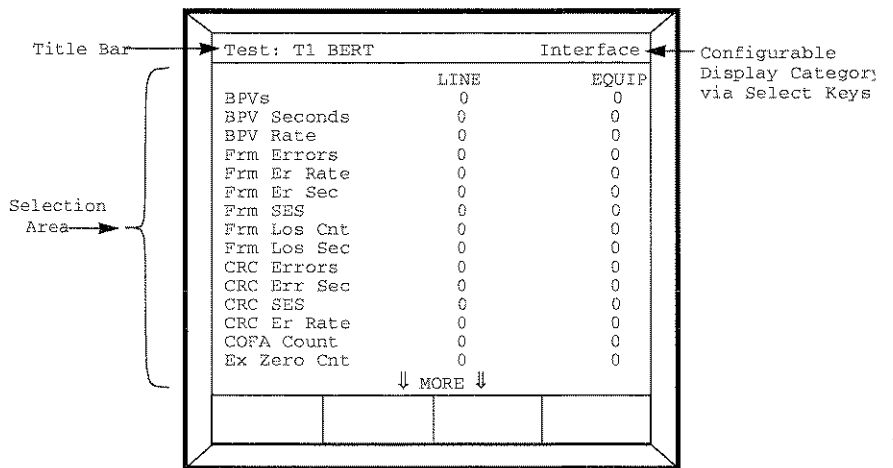 Title Bar
Test: T1 BERT Interface
Configurable
Display Category
via Select Keys
LINE EQUIP
BPVs 0 0
BPV Seconds 0 0
BPV Rate 0 0
Frm Errors 0 0
Frm Er Rate 0 0
Frm Er Sec 0 0
Selection
Area
Frm SES 0 0
Frm Los Cnt 0 0
Frm Los Sec 0 0
CRC Errors 0 0
CRC Err Sec 0 0
CRC SES 0 0
CRC Er Rate 0 0
COFA Count 0 0
Ex Zero Cnt 0 0
⇓ MORE ⇓